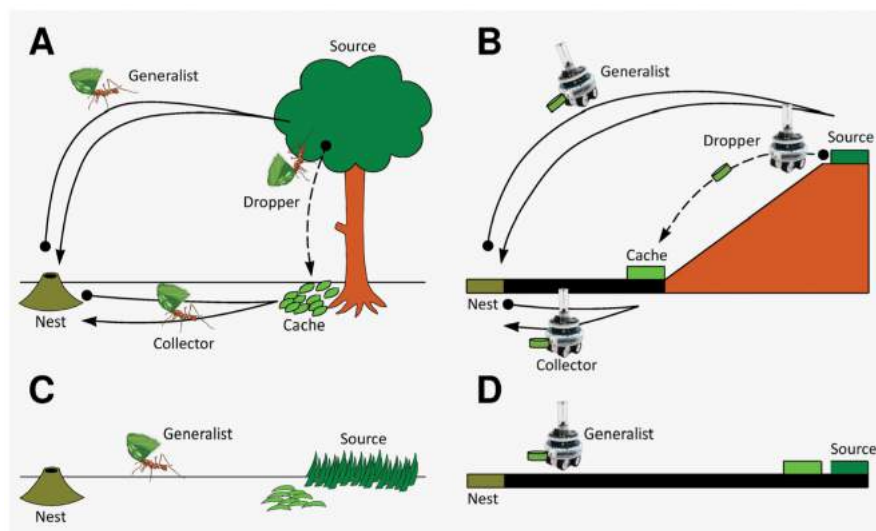 A
Source
Generalist
Dropper
Nest
Collector
Cache
B
Generalist
Source
Dropper
Cache
Nest
Collector
C
Generalist
Source
Nest
D
Generalist
Source
Nest